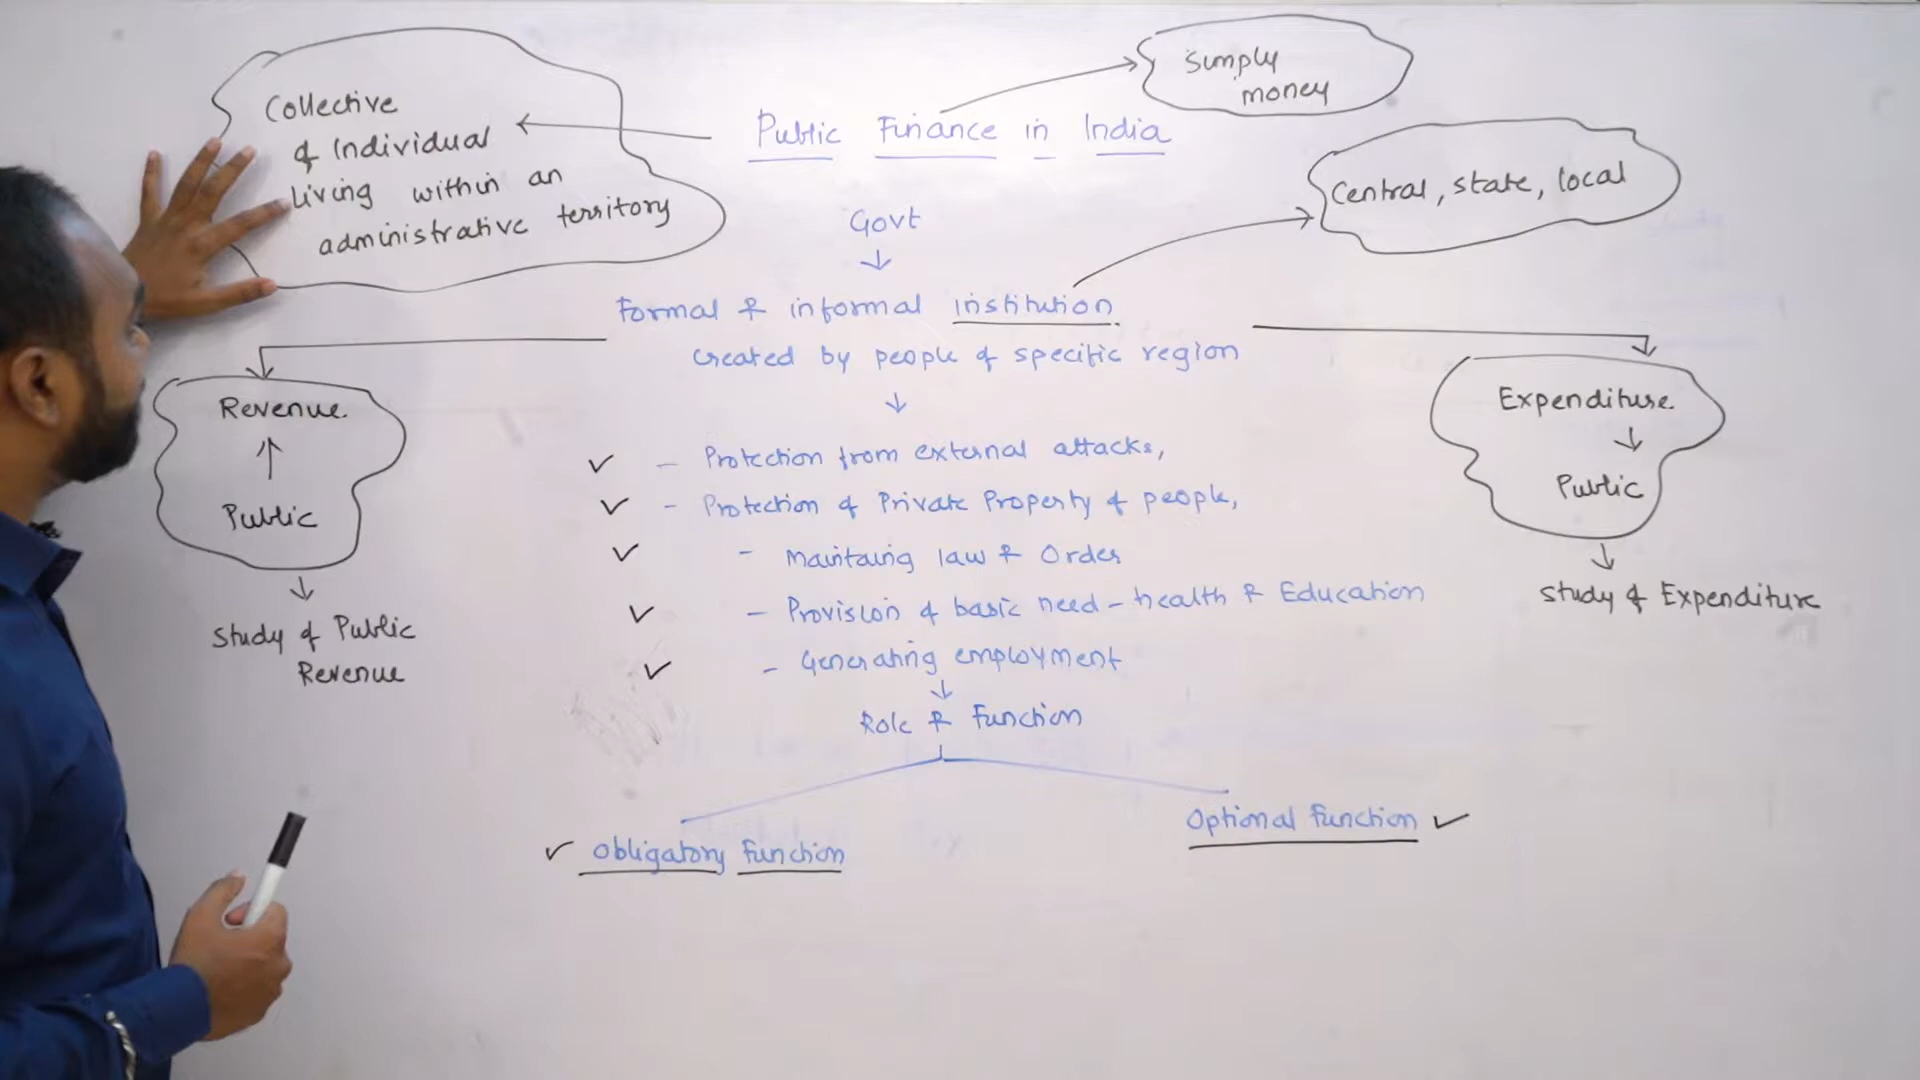 Simply
money
Collective
of Individual
living within an
administrative territory
Public Finance in India
Central, state, local
Govt
↓
Formal & informal institution
created by people of specific region
↓
Revenue.
↑
Public
↓
Study of Public
Revenue
Expenditure.
↓
Public
↓
Study of Expenditure
✓ - Protection from external attacks,
✓ - Protection of Private Property of people,
✓ - Maintaing law & Order
✓ - Provision of basic need - health & Education
✓ - Generating employment
↓
Role & Function
✓ Obligatory function
Optional function ✓